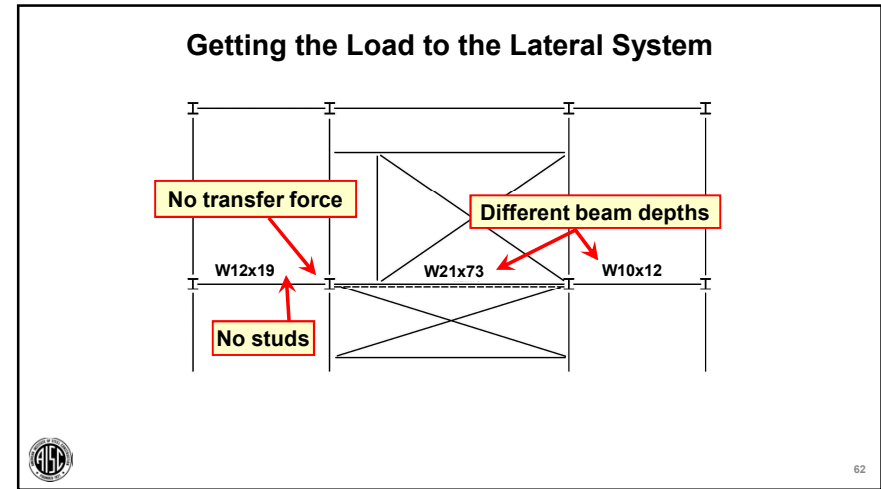 Getting the Load to the Lateral System
No transfer force
Different beam depths
W12x19
W21x73
W10x12
No studs
AISC
62